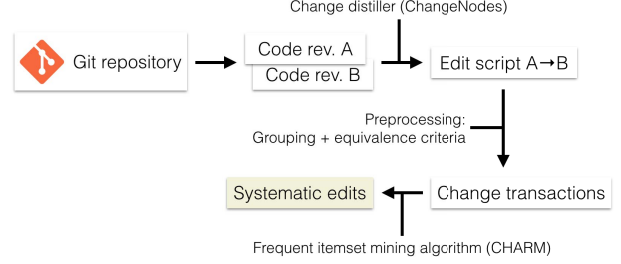 Change distiller (ChangeNodes)
Git repository
Code rev. A
Code rev. B
Edit script A→B
Preprocessing:
Grouping + equivalence criteria
Systematic edits
Change transactions
Frequent itemset mining algorithm (CHARM)